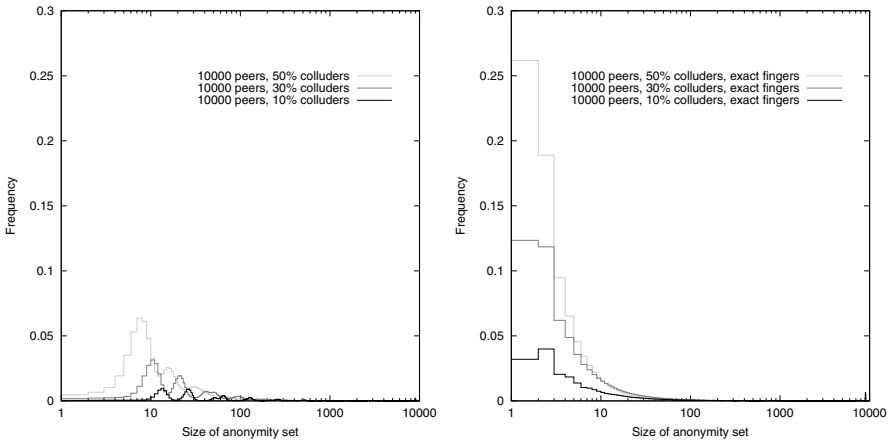 0.3
0.25
0.2
0.15
0.1
0.05
0
Frequency
10000 peers, 50% colluders
10000 peers, 30% colluders
10000 peers, 10% colluders
1
10
100
1000
10000
Size of anonymity set
0.3
0.25
0.2
0.15
0.1
0.05
0
Frequency
10000 peers, 50% colluders, exact fingers
10000 peers, 30% colluders, exact fingers
10000 peers, 10% colluders, exact fingers
1
10
100
1000
10000
Size of anonymity set